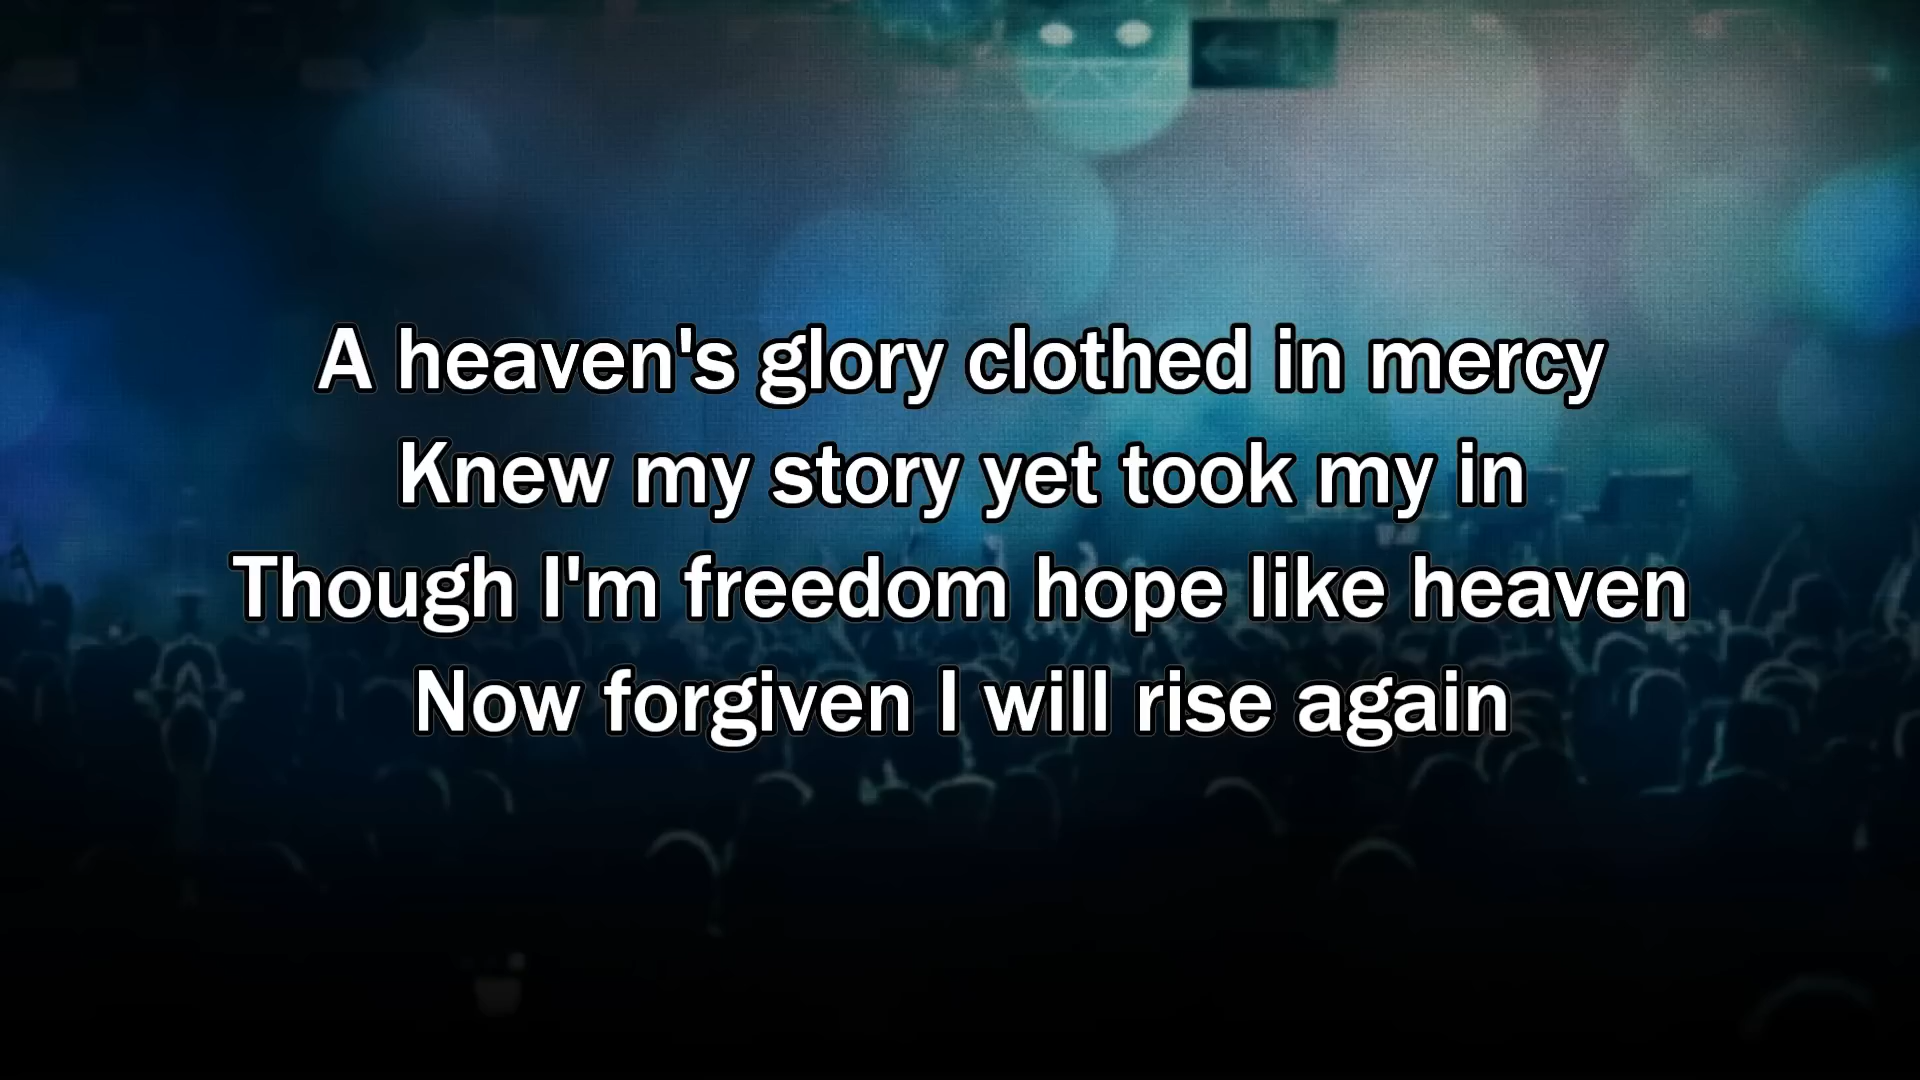 A heaven's glory clothed in mercy
Knew my story yet took my in
Though I'm freedom hope like heaven
Now forgiven I will rise again